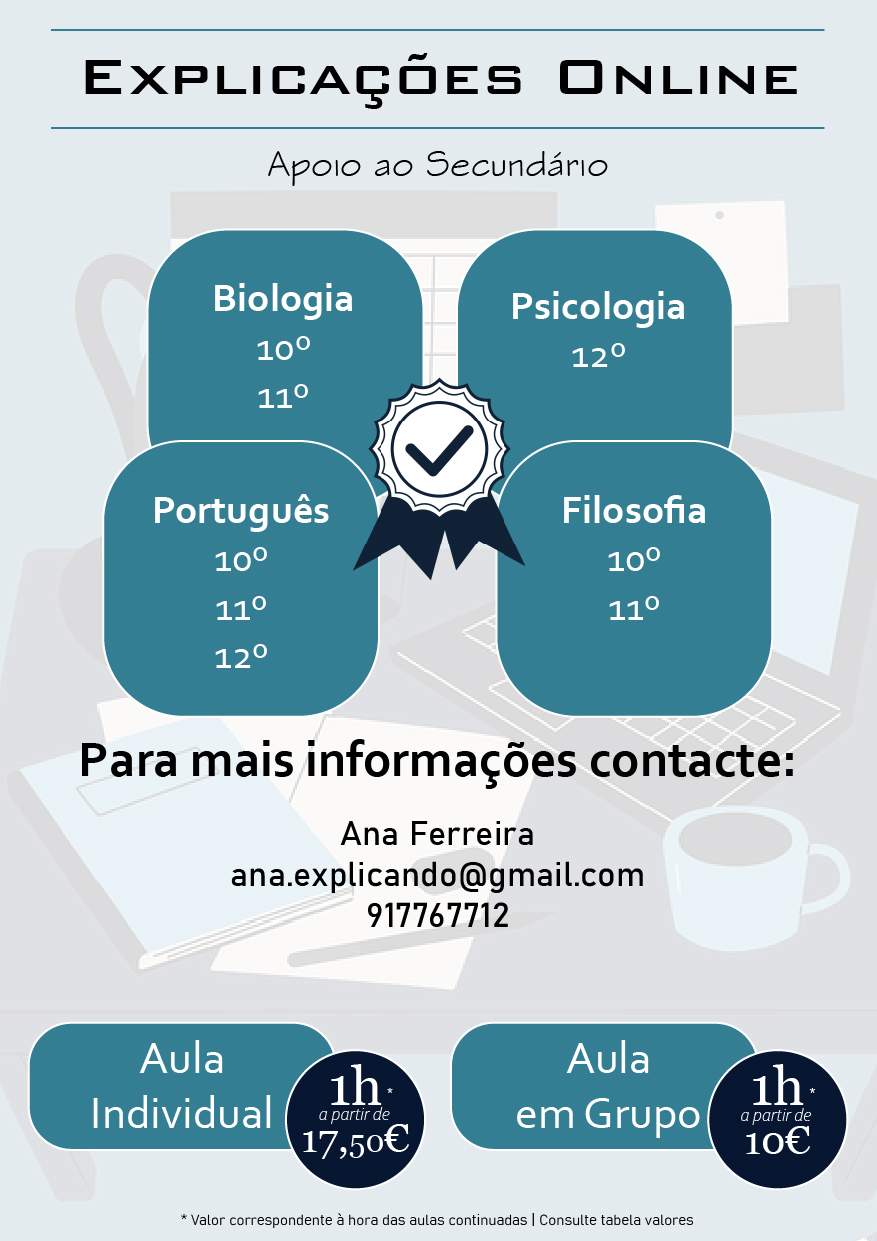 Explicações Online
Apoio ao Secundário
Biologia
10º
11º
Psicologia
12º
Português
10º
11º
12º
Filosofia
10º
11º
Para mais informações contacte:
Ana Ferreira
ana.explicando@gmail.com
917767712
Aula
Individual
1h*
a partir de
17,50€
Aula
em Grupo
1h*
a partir de
10€
* Valor correspondente à hora das aulas continuadas | Consulte tabela valores